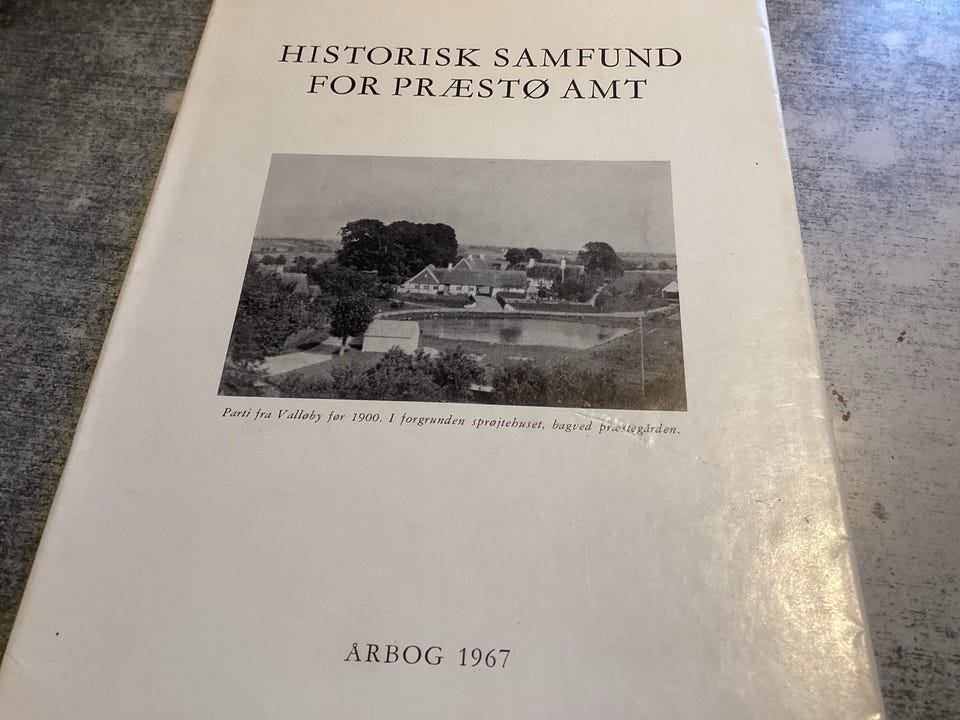 HISTORISK SAMFUND
FOR PRÆSTØ AMT
Parti fra Valløby før 1900. I forgrunden sprøjtehuset, bagved præstegården.
ÅRBOG 1967